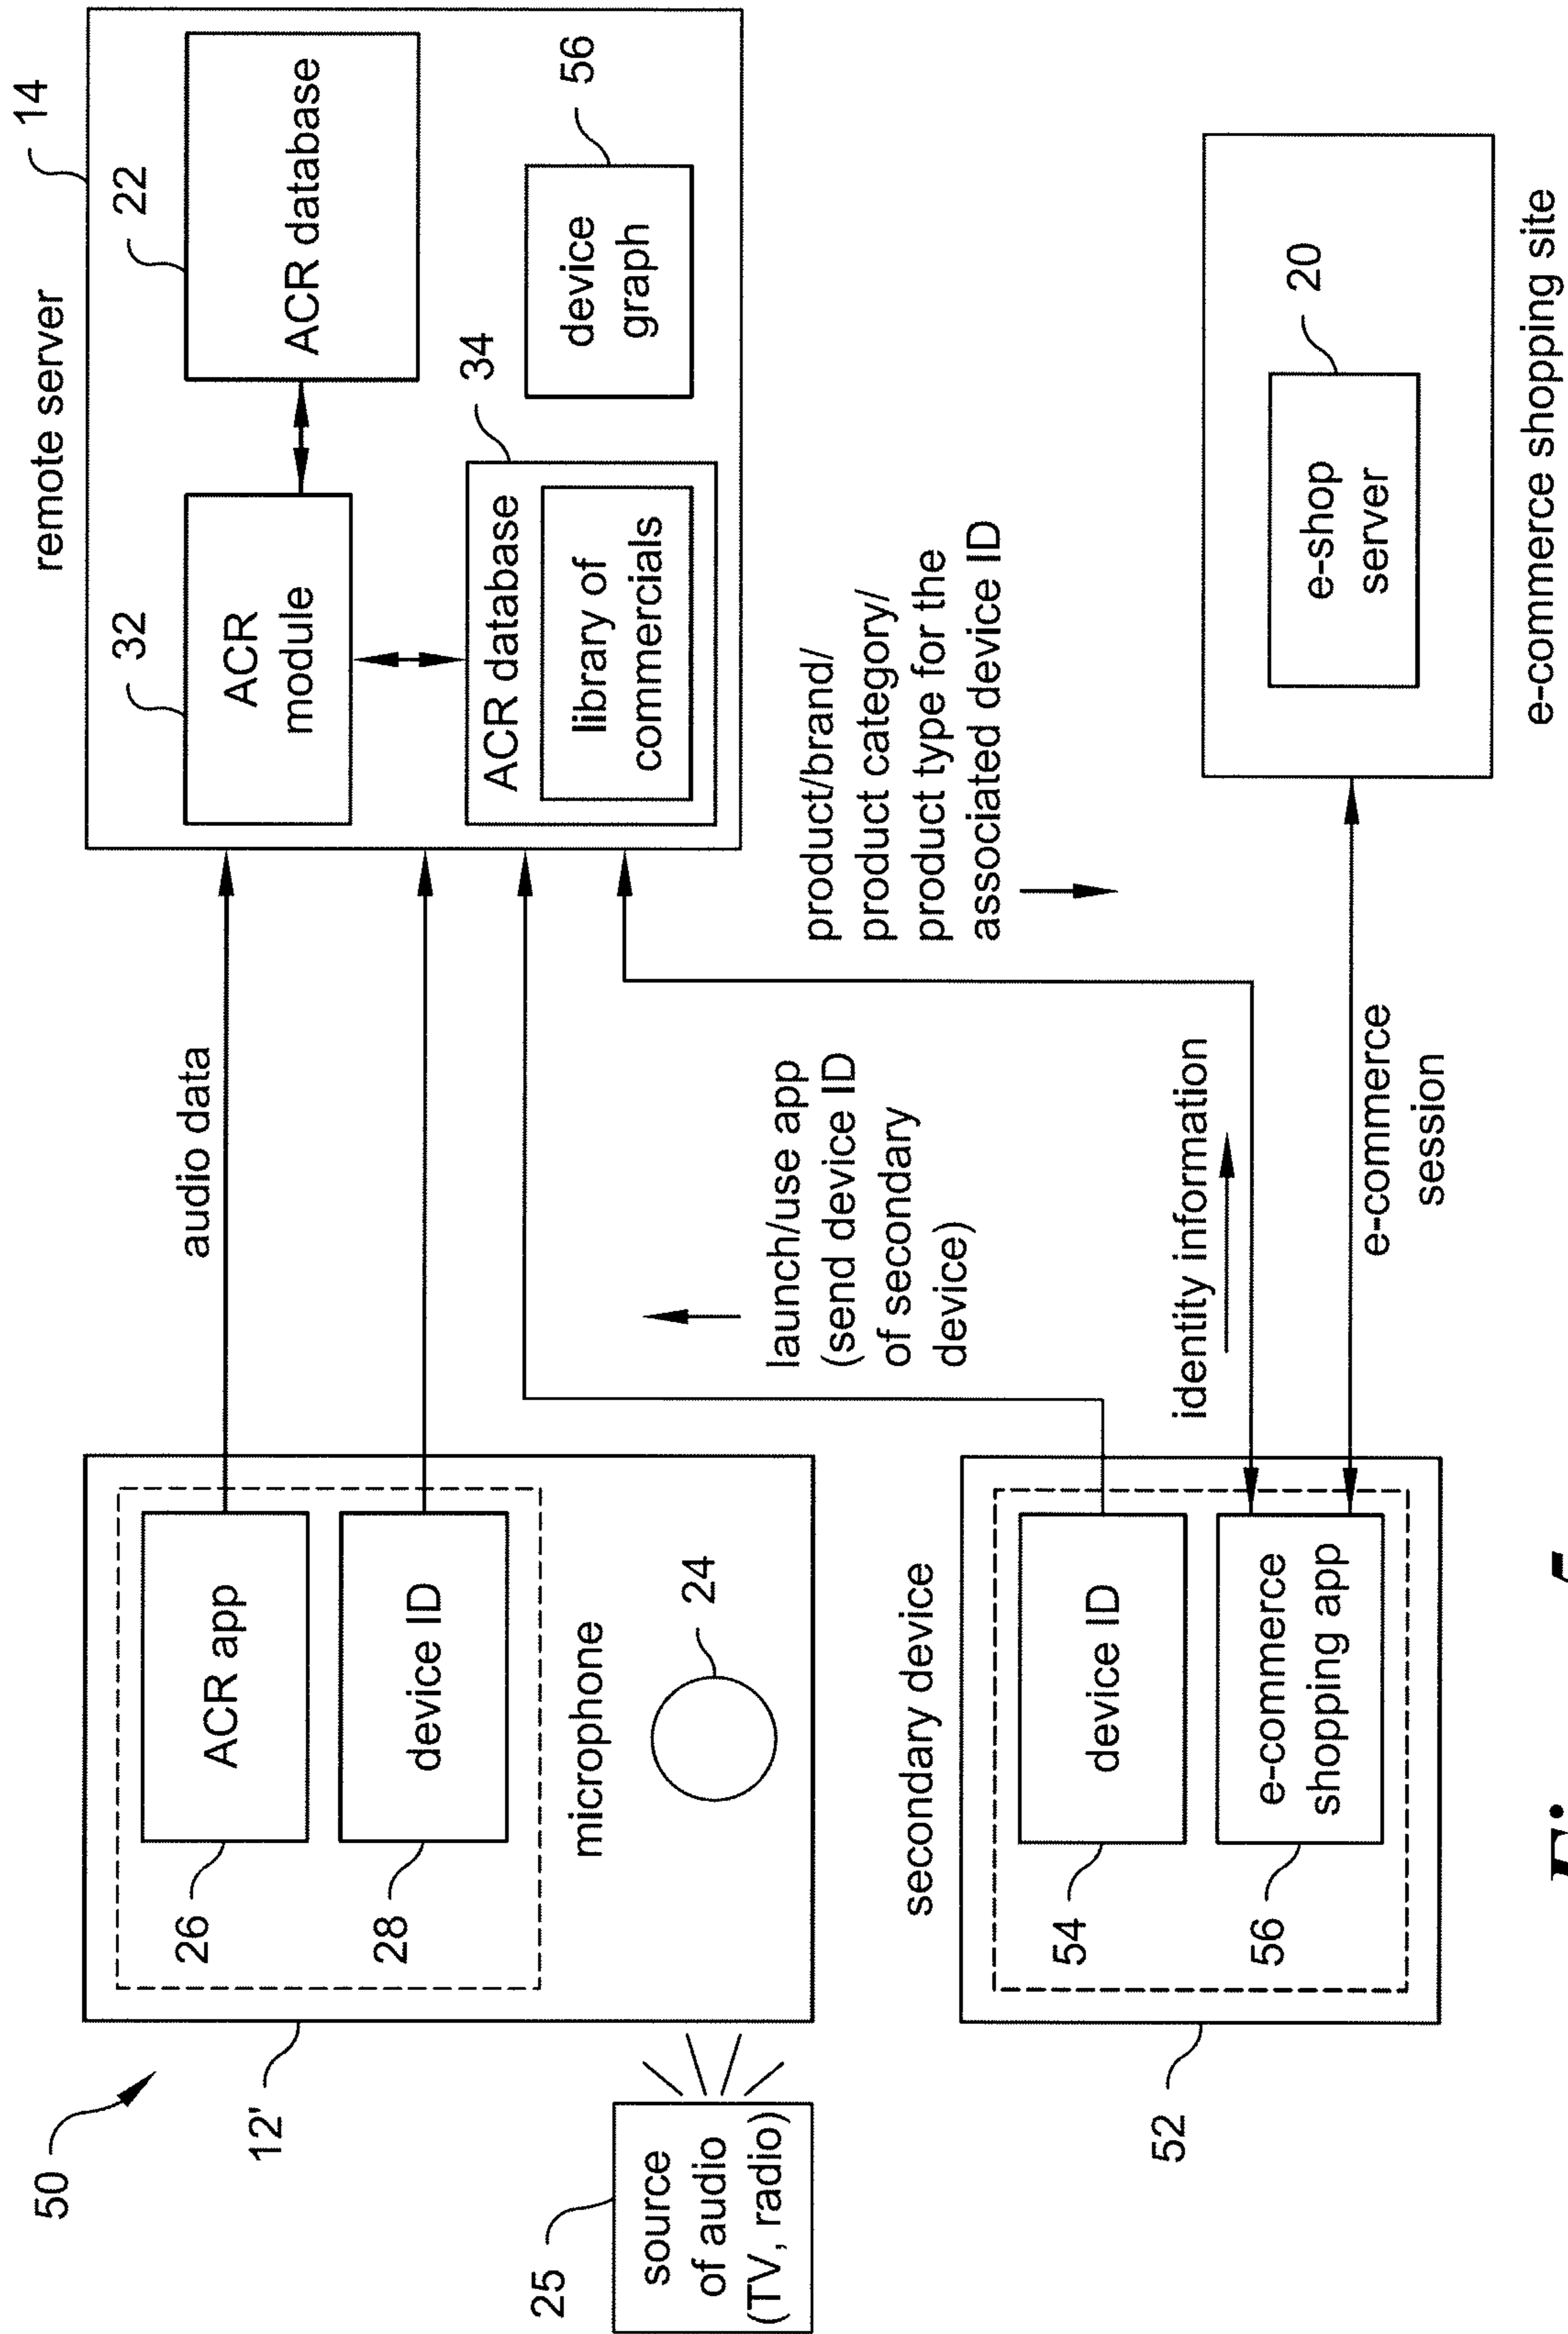 50
12'
26
ACR app
28
device ID
microphone
24
25
source
of audio
(TV, radio)
audio data
remote server
14
32
ACR
module
22
ACR database
34
ACR database
library of
commercials
56
device
graph
launch/use app
(send device ID
of secondary
device)
product/brand/
product category/
product type for the
associated device ID
identity information
secondary device
52
54
device ID
56
e-commerce
shopping app
e-commerce
session
20
e-shop
server
e-commerce shopping site